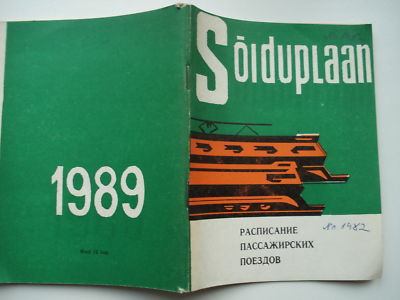 Sõiduplaan
РАСПИСАНИЕ
ПАССАЖИРСКИХ
ПОЕЗДОВ
1989